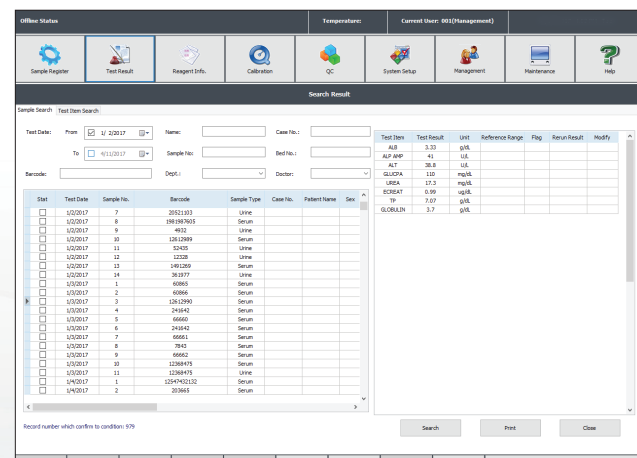 Offline Status Temperature: Current User: 001(Management)
Sample Register Test Result Reagent Info. Calibration QC System Setup Management Maintenance Help
Search Result
Sample Search Test Item Search
Test Date: From 1/ 2/2017 Name: Case No.:
To 4/11/2017 Sample No: Bed No.:
Barcode: Dept.: Doctor:
Stat Test Date Sample No. Barcode Sample Type Case No. Patient Name Sex
1/2/2017 7 20521103 Urine
1/2/2017 8 1981987605 Serum
1/2/2017 9 4932 Urine
1/2/2017 10 12612989 Serum
1/2/2017 11 52435 Urine
1/2/2017 12 12328 Urine
1/2/2017 13 1491269 Serum
1/2/2017 14 361977 Urine
1/3/2017 1 60865 Serum
1/3/2017 2 60866 Serum
1/3/2017 3 12612990 Serum
1/3/2017 4 241642 Serum
1/3/2017 5 66660 Serum
1/3/2017 6 241642 Serum
1/3/2017 7 66661 Serum
1/3/2017 8 7843 Serum
1/3/2017 9 66662 Serum
1/3/2017 10 12368475 Serum
1/3/2017 11 12368475 Urine
1/4/2017 1 12547432132 Serum
1/4/2017 2 203665 Serum
Record number which confirm to condition: 979
Test Item Test Result Unit Reference Range Flag Rerun Result Modify
ALB 3.33 g/dL
ALP AMP 41 U/L
ALT 38.8 U/L
GLUCPA 110 mg/dL
UREA 17.3 mg/dL
ECREAT 0.99 ug/dL
TP 7.07 g/dL
GLOBULIN 3.7 g/dL
Search Print Close